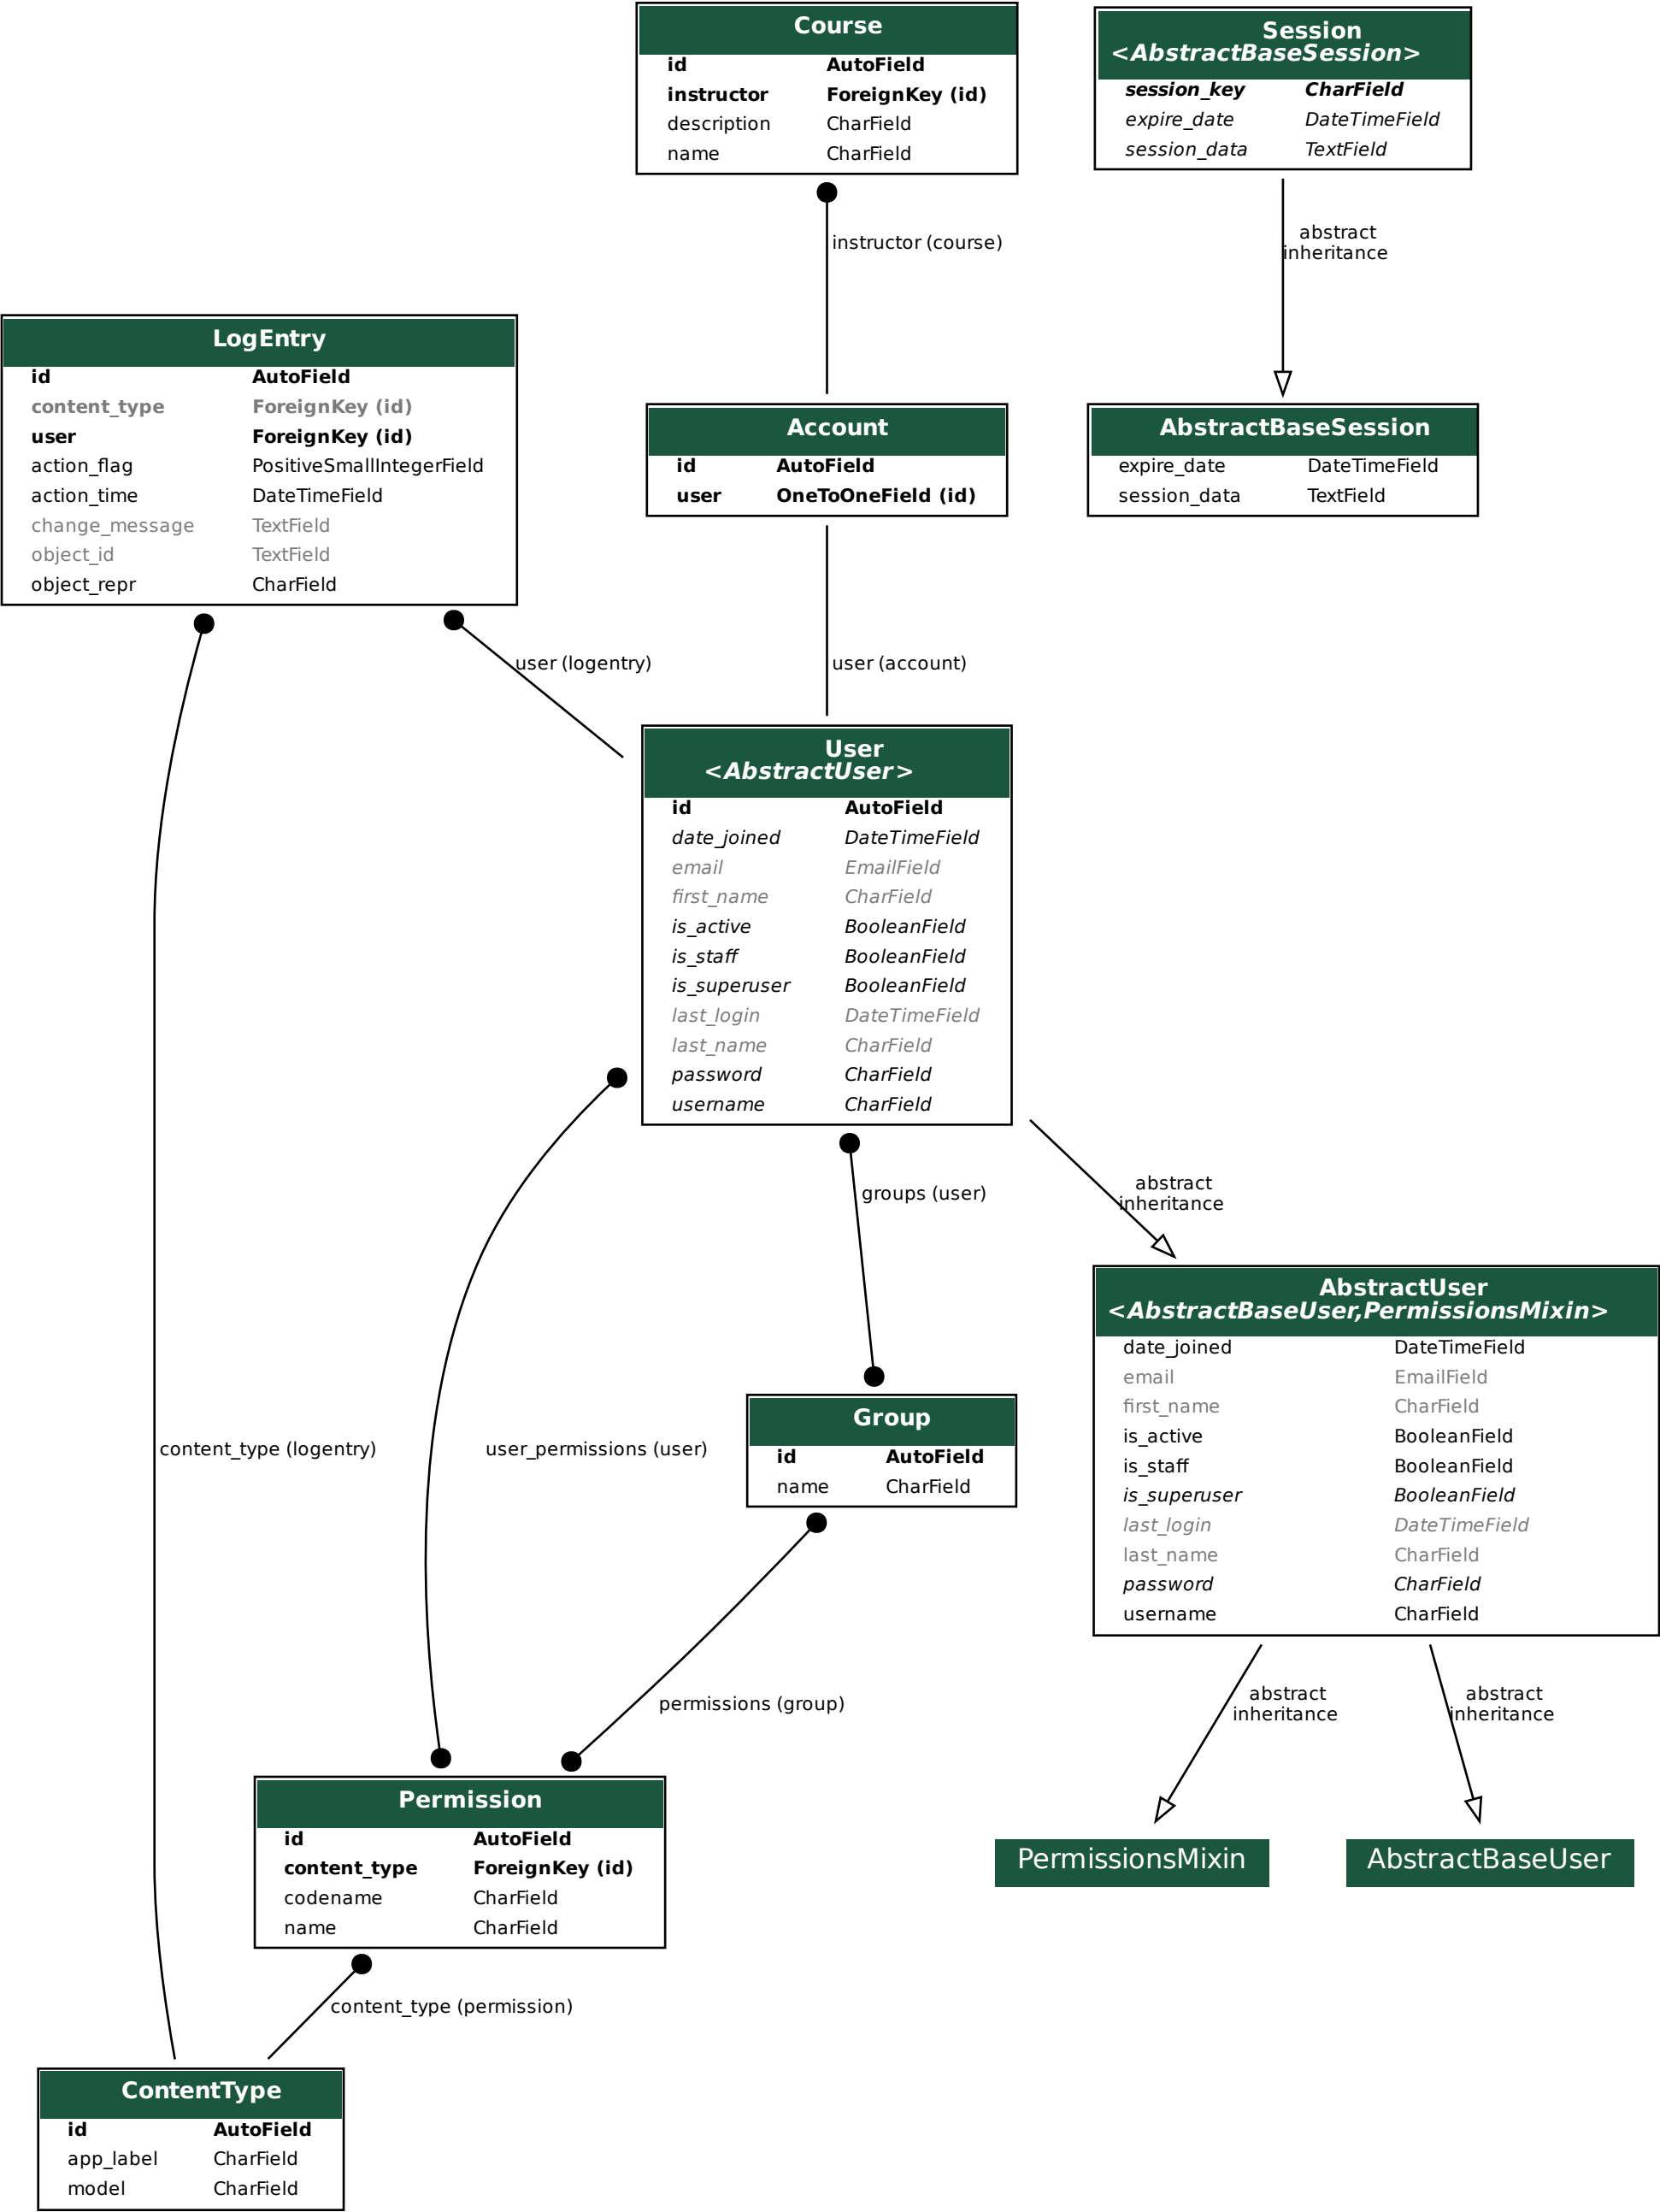 Course
id AutoField
instructor ForeignKey (id)
description CharField
name CharField
Session
<AbstractBaseSession>
session_key CharField
expire_date DateTimeField
session_data TextField
instructor (course)
abstract
inheritance
LogEntry
id AutoField
content_type ForeignKey (id)
user ForeignKey (id)
action_flag PositiveSmallIntegerField
action_time DateTimeField
change_message TextField
object_id TextField
object_repr CharField
Account
id AutoField
user OneToOneField (id)
AbstractBaseSession
expire_date DateTimeField
session_data TextField
user (logentry)
user (account)
User
<AbstractUser>
id AutoField
date_joined DateTimeField
email EmailField
first_name CharField
is_active BooleanField
is_staff BooleanField
is_superuser BooleanField
last_login DateTimeField
last_name CharField
password CharField
username CharField
groups (user)
abstract
inheritance
AbstractUser
<AbstractBaseUser,PermissionsMixin>
date_joined DateTimeField
email EmailField
first_name CharField
is_active BooleanField
is_staff BooleanField
is_superuser BooleanField
last_login DateTimeField
last_name CharField
password CharField
username CharField
content_type (logentry)
user_permissions (user)
Group
id AutoField
name CharField
permissions (group)
abstract
inheritance
abstract
inheritance
Permission
id AutoField
content_type ForeignKey (id)
codename CharField
name CharField
PermissionsMixin
AbstractBaseUser
content_type (permission)
ContentType
id AutoField
app_label CharField
model CharField